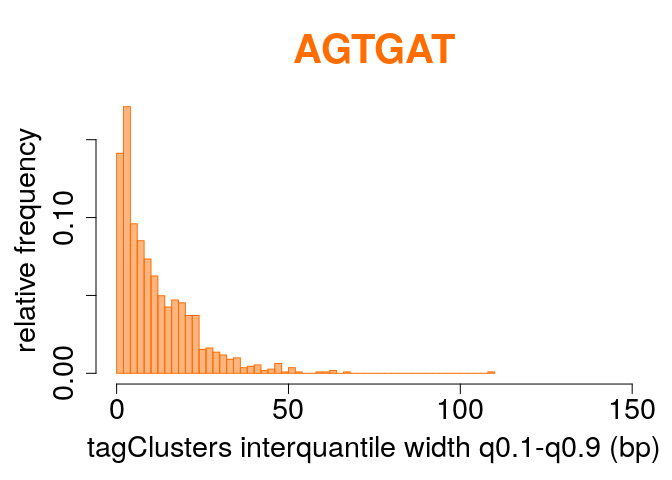 AGTGAT
relative frequency
0.10
0.00
0
50
100
150
tagClusters interquantile width q0.1-q0.9 (bp)